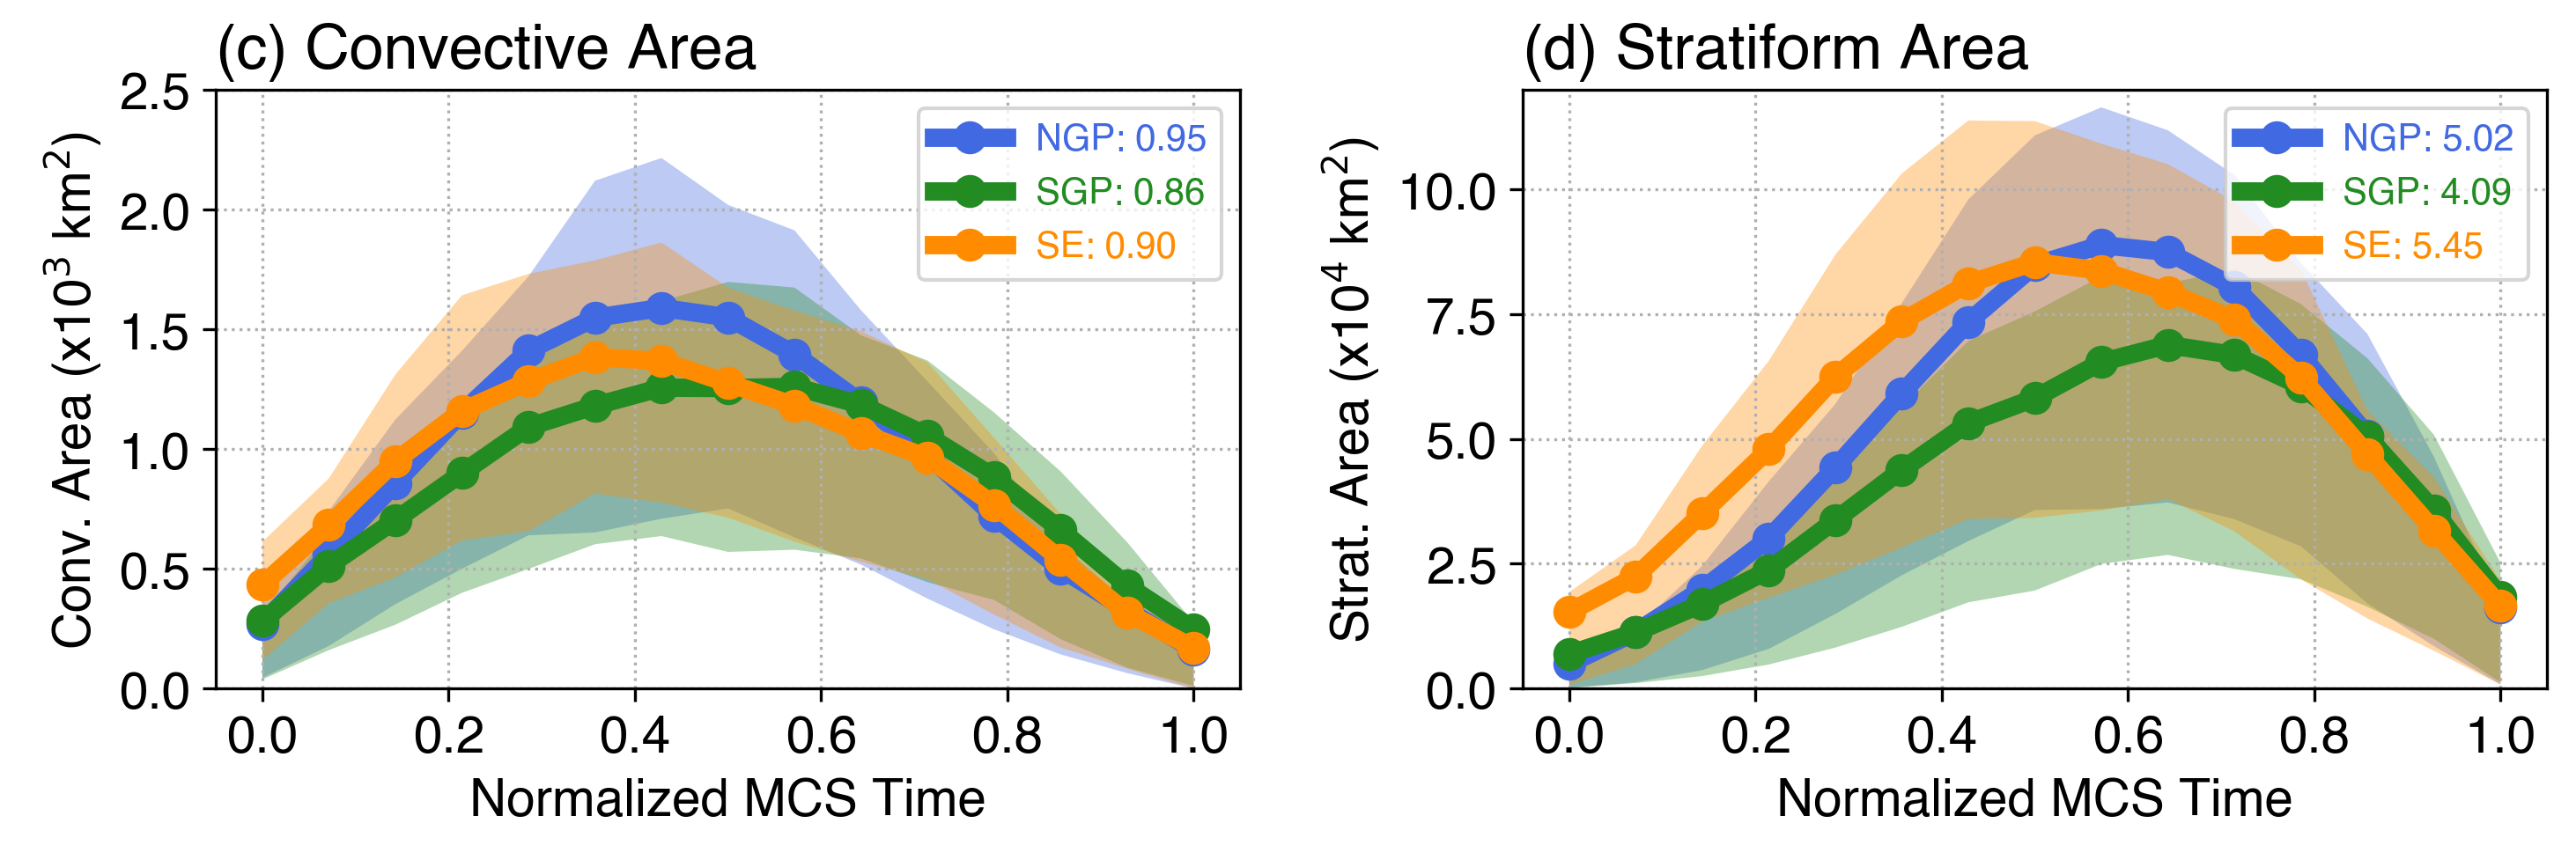 (c) Convective Area
Conv. Area (x10³ km²)
2.5
2.0
1.5
1.0
0.5
0.0
NGP: 0.95
SGP: 0.86
SE: 0.90
0.0 0.2 0.4 0.6 0.8 1.0
Normalized MCS Time
(d) Stratiform Area
Strat. Area (x10⁴ km²)
10.0
7.5
5.0
2.5
0.0
NGP: 5.02
SGP: 4.09
SE: 5.45
0.0 0.2 0.4 0.6 0.8 1.0
Normalized MCS Time